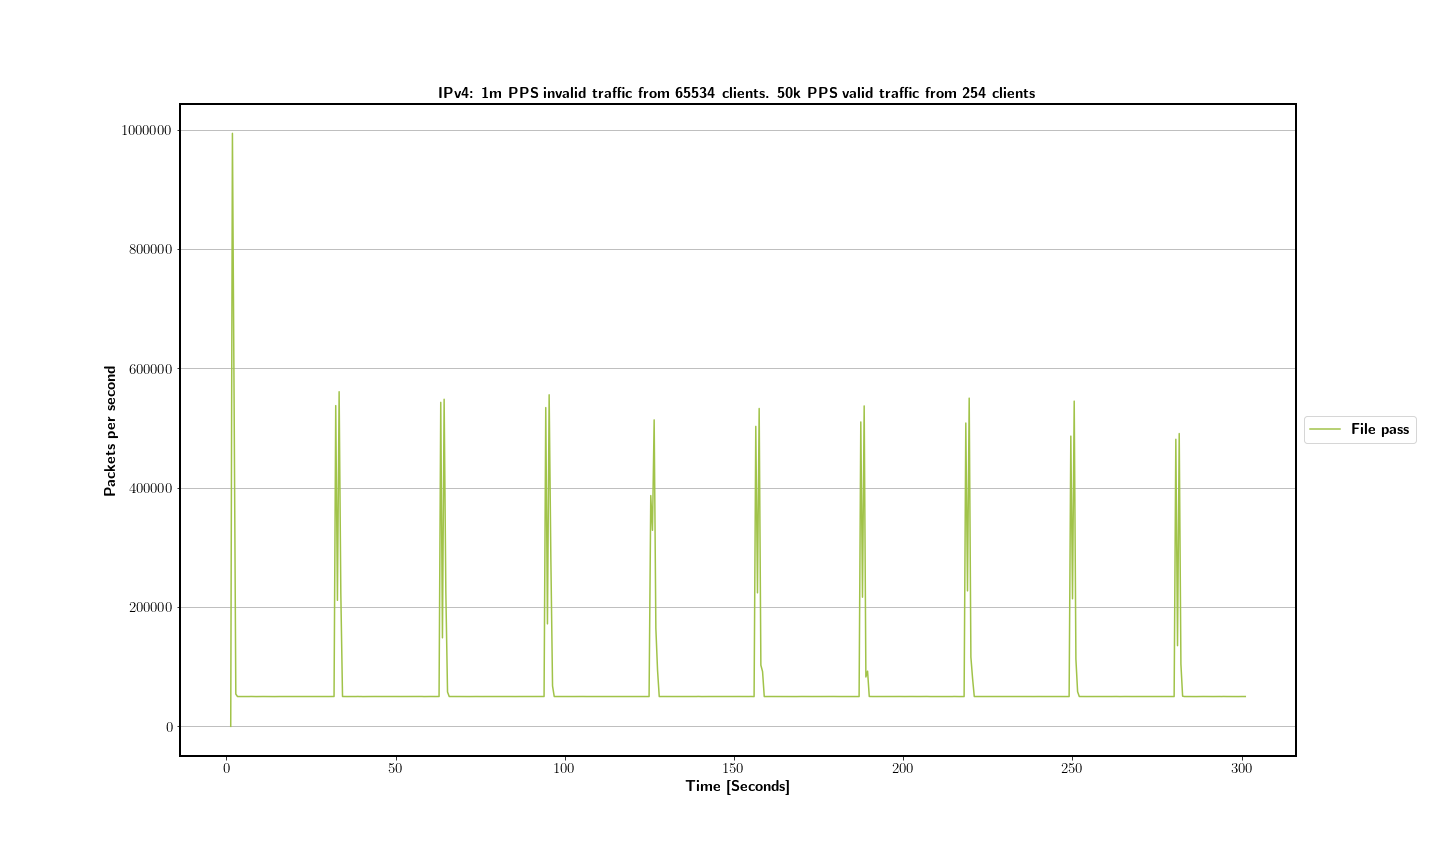 IPv4: 1m PPS invalid traffic from 65534 clients. 50k PPS valid traffic from 254 clients
1000000
800000
600000
400000
200000
0
Packets per second
File pass
0 50 100 150 200 250 300
Time [Seconds]